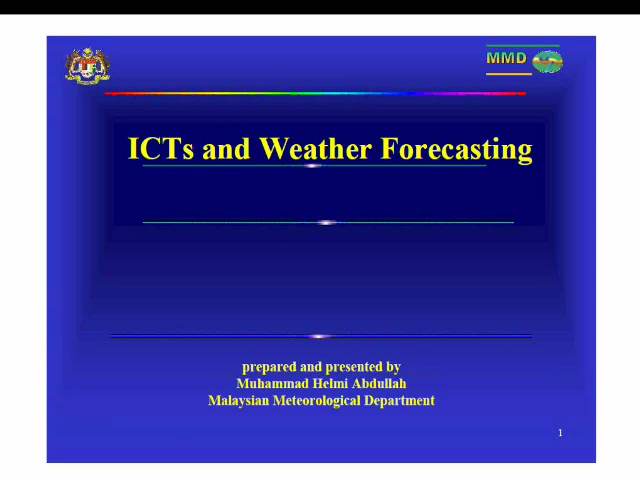 MMD
ICTs and Weather Forecasting
prepared and presented by
Muhammad Helmi Abdullah
Malaysian Meteorological Department
1